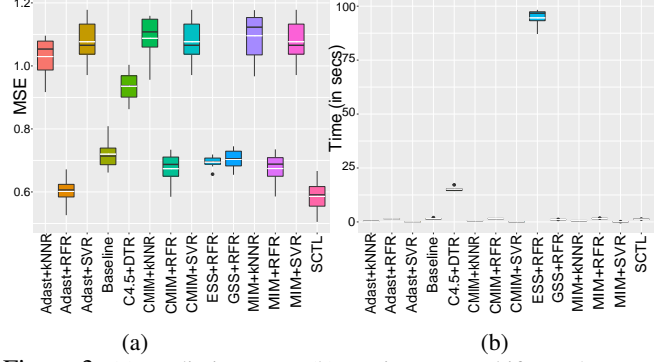 1.2
1.0
0.8
0.6
MSE
Adast+kNNR
Adast+RFR
Adast+SVR
Baseline
C4.5+DTR
CMIM+kNNR
CMIM+RFR
CMIM+SVR
ESS+RFR
GSS+RFR
MIM+kNNR
MIM+RFR
MIM+SVR
SCTL
(a)
100
75
50
25
0
Time (in secs)
Adast+kNNR
Adast+RFR
Adast+SVR
Baseline
C4.5+DTR
CMIM+kNNR
CMIM+RFR
CMIM+SVR
ESS+RFR
GSS+RFR
MIM+kNNR
MIM+RFR
MIM+SVR
SCTL
(b)